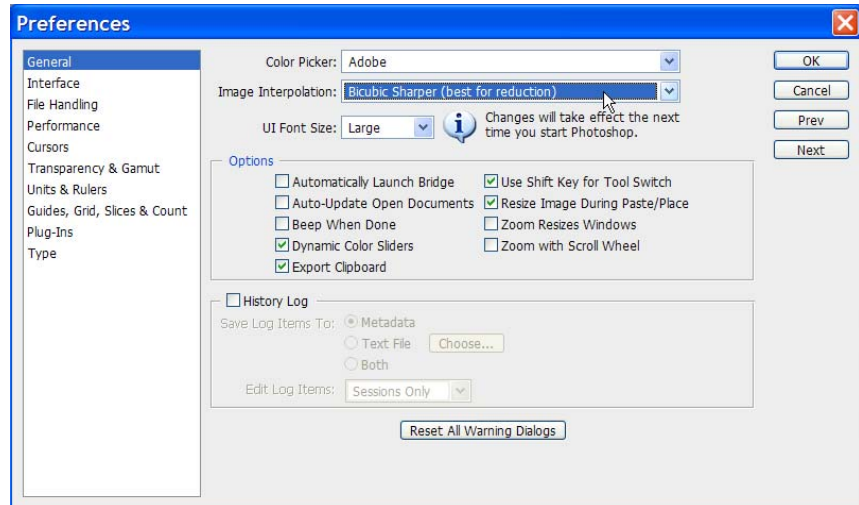 Preferences
General
Interface
File Handling
Performance
Cursors
Transparency & Gamut
Units & Rulers
Guides, Grid, Slices & Count
Plug-Ins
Type
Color Picker: Adobe
Image Interpolation: Bicubic Sharper (best for reduction)
UI Font Size: Large
Changes will take effect the next
time you start Photoshop.
Options
Automatically Launch Bridge
Auto-Update Open Documents
Beep When Done
Dynamic Color Sliders
Export Clipboard
Use Shift Key for Tool Switch
Resize Image During Paste/Place
Zoom Resizes Windows
Zoom with Scroll Wheel
History Log
Save Log Items To: Metadata
Text File Choose...
Both
Edit Log Items: Sessions Only
Reset All Warning Dialogs
OK
Cancel
Prev
Next